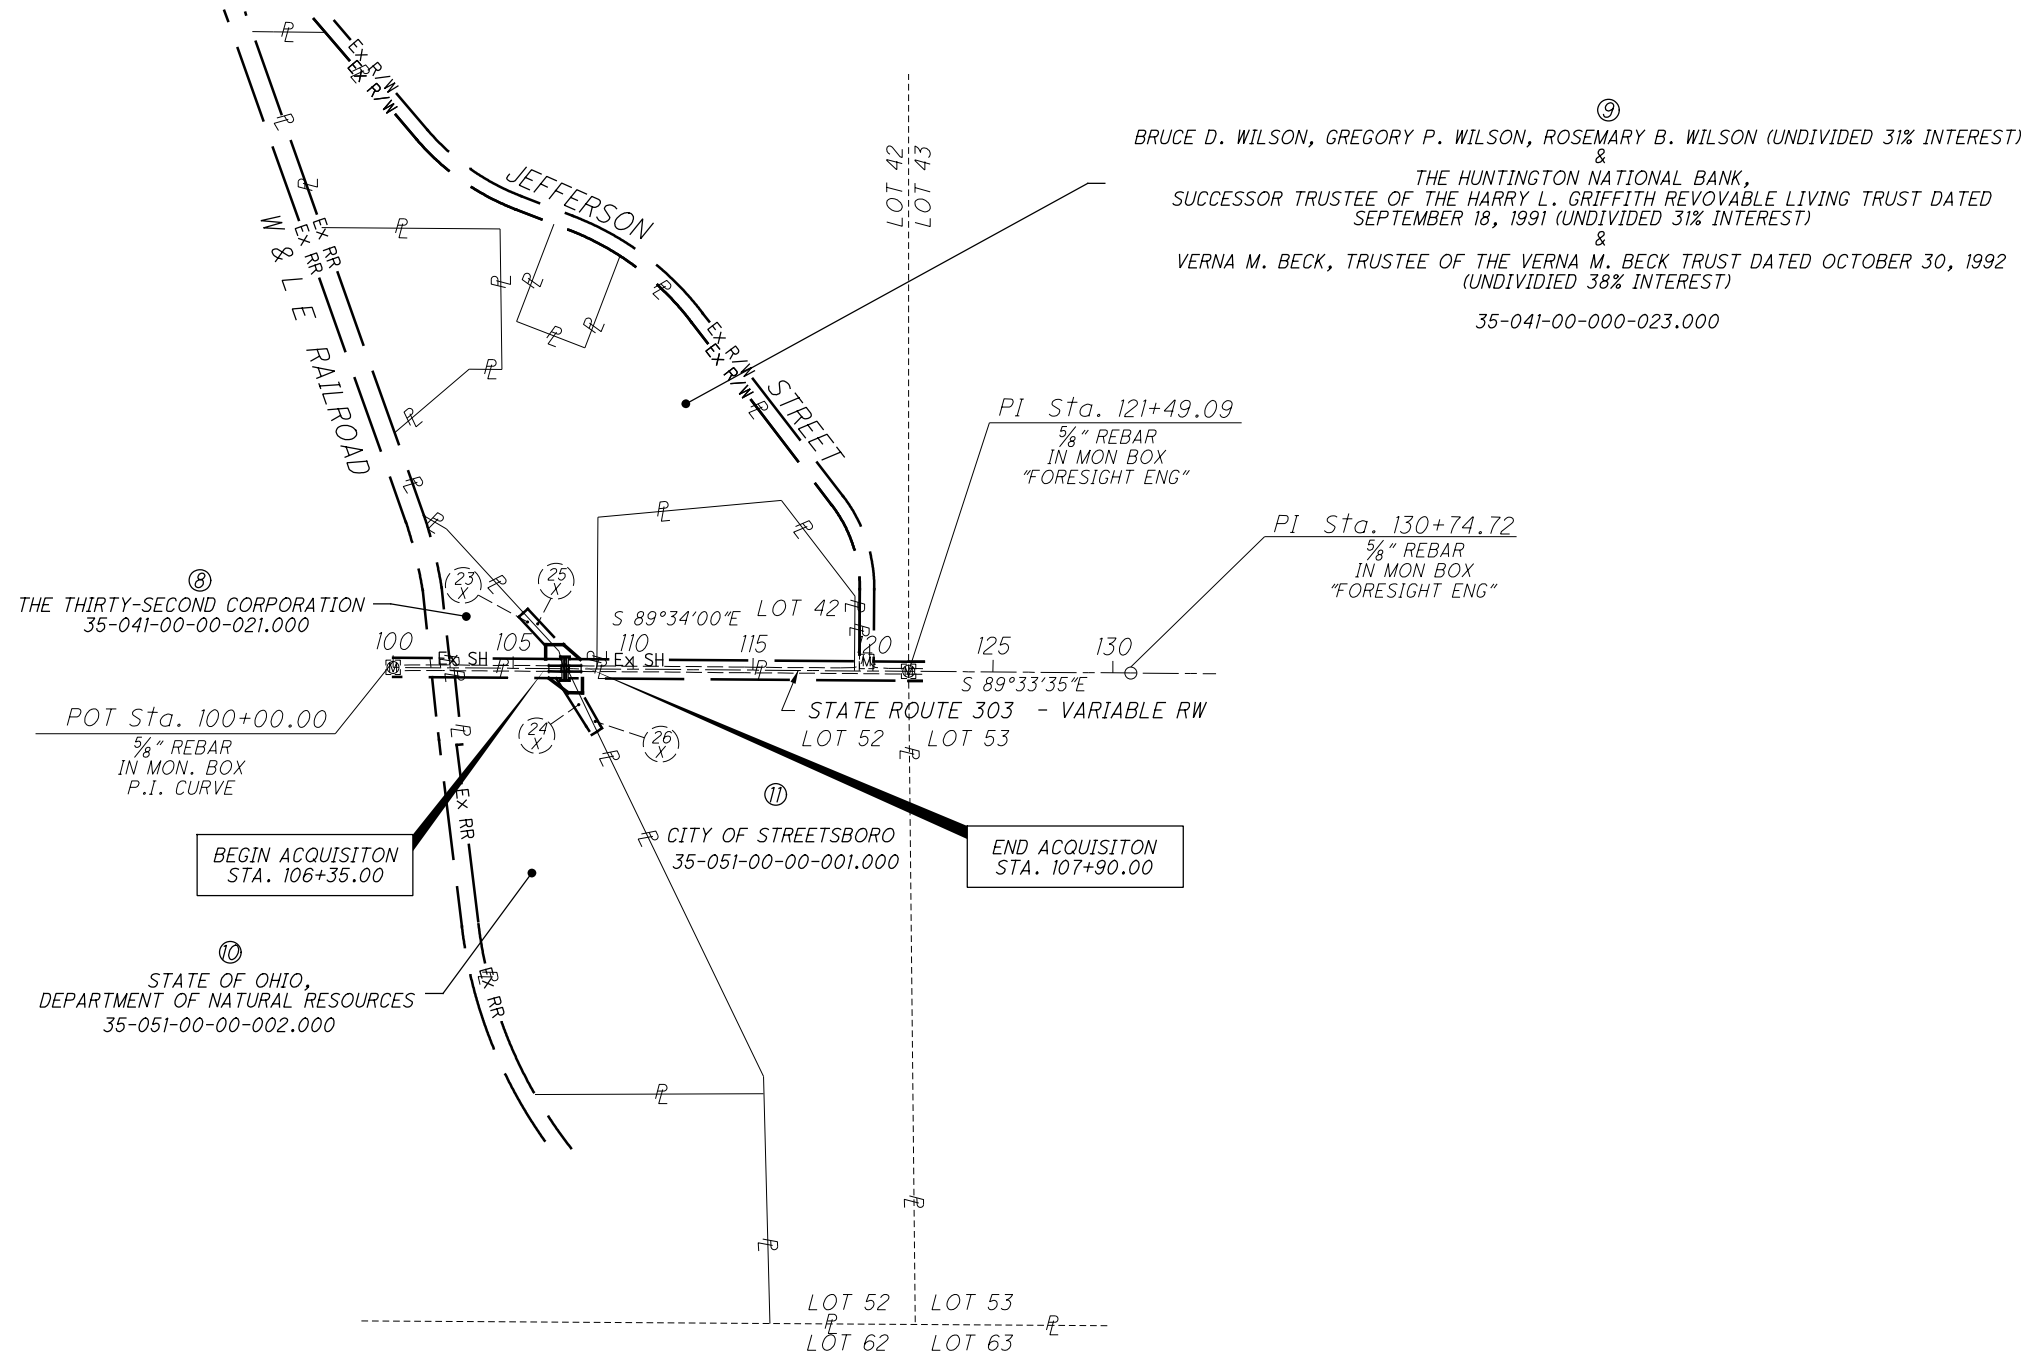 Ex R/W
Ex R/W
JEFFERSON
STREET
LOT 42
LOT 43
⑨
BRUCE D. WILSON, GREGORY P. WILSON, ROSEMARY B. WILSON (UNDIVIDED 31% INTEREST)
&
THE HUNTINGTON NATIONAL BANK,
SUCCESSOR TRUSTEE OF THE HARRY L. GRIFFITH REVOVABLE LIVING TRUST DATED
SEPTEMBER 18, 1991 (UNDIVIDED 31% INTEREST)
&
VERNA M. BECK, TRUSTEE OF THE VERNA M. BECK TRUST DATED OCTOBER 30, 1992
(UNDIVIDIED 38% INTEREST)
35-041-00-000-023.000
W & L E RAILROAD
Ex RR
Ex RR
Ex R/W
Ex R/W
PI Sta. 121+49.09
5/8" REBAR
IN MON BOX
"FORESIGHT ENG"
PI Sta. 130+74.72
5/8" REBAR
IN MON BOX
"FORESIGHT ENG"
⑧
THE THIRTY-SECOND CORPORATION
35-041-00-00-021.000
23
X
25
X
S 89°34'00"E
LOT 42
100
105
110
115
120
125
130
Ex SH
Ex SH
S 89°33'35"E
STATE ROUTE 303 - VARIABLE RW
LOT 52
LOT 53
POT Sta. 100+00.00
5/8" REBAR
IN MON. BOX
P.I. CURVE
24
X
26
X
Ex RR
⑪
CITY OF STREETSBORO
35-051-00-00-001.000
BEGIN ACQUISITON
STA. 106+35.00
END ACQUISITON
STA. 107+90.00
⑩
STATE OF OHIO,
DEPARTMENT OF NATURAL RESOURCES
35-051-00-00-002.000
Ex RR
LOT 52
LOT 53
LOT 62
LOT 63